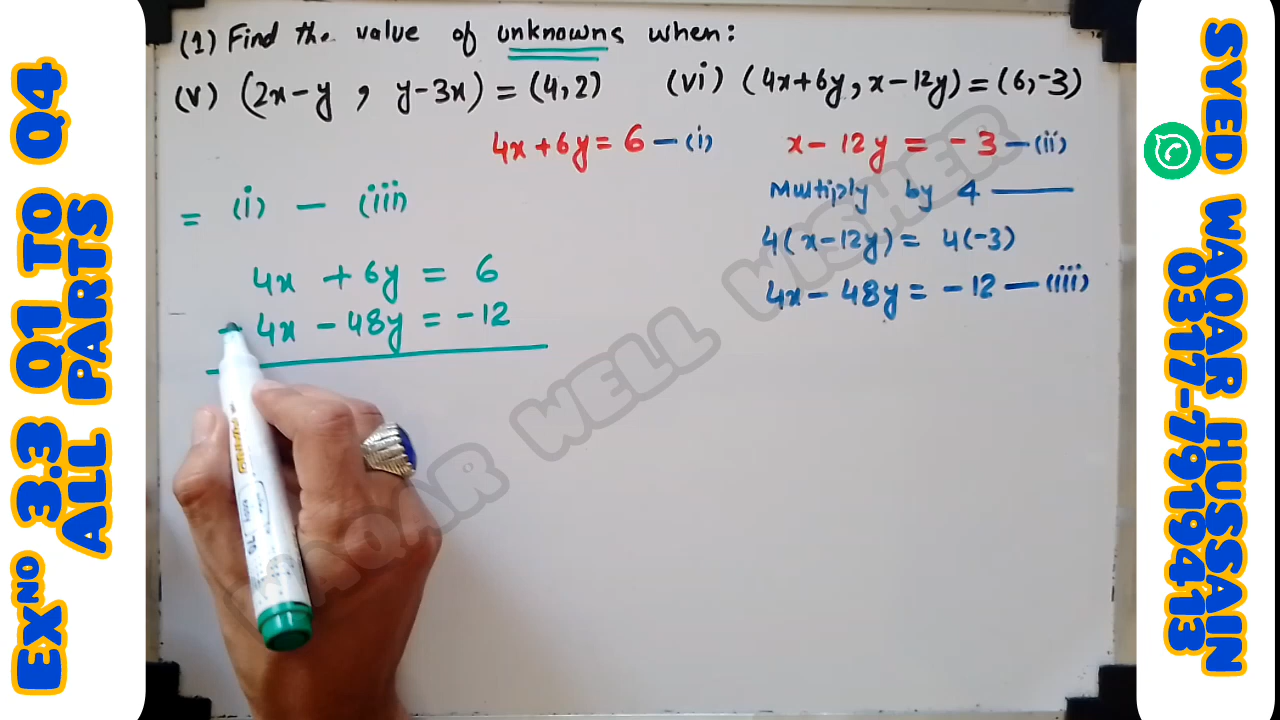 Exᴺᴼ 3.3 Q1 TO Q4
ALL PARTS
(1) Find the value of unknowns when:
(v) (2x-y , y-3x) = (4,2) (vi) (4x+6y, x-12y) = (6,-3)
4x+6y = 6 — (i) x - 12y = - 3 — (ii)
Multiply by 4 ———
= (i) — (iii)
4(x-12y) = 4(-3)
4x + 6y = 6
4x - 48y = -12 — (iii)
- 4x - 48y = -12
WAQAR WELL WISHER
SYED WAQAR HUSSAIN
0317-7919413